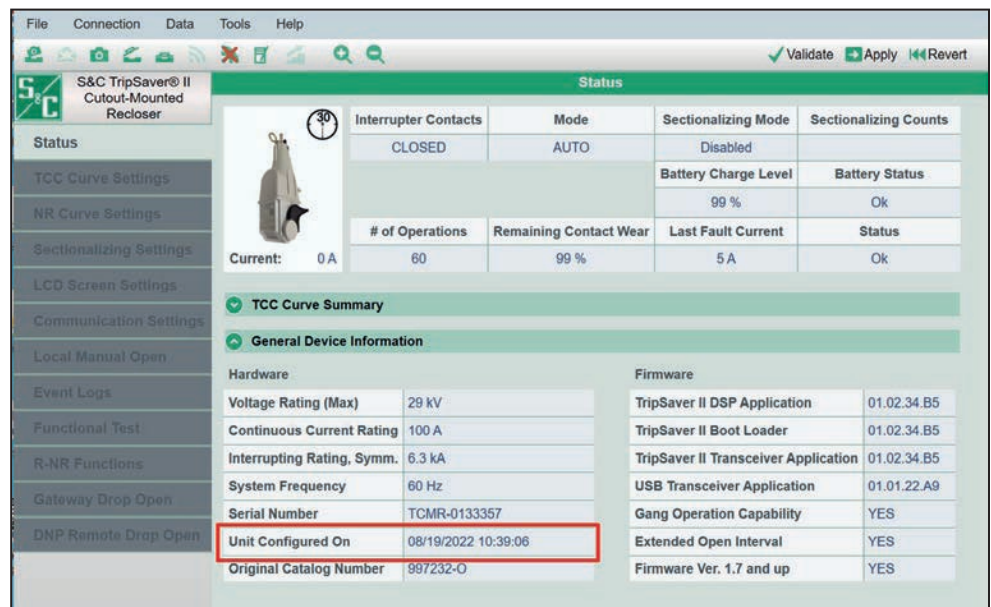 File Connection Data Tools Help
Validate Apply Revert
S&C TripSaver® II
Cutout-Mounted
Recloser
Status
Status
TCC Curve Settings
NR Curve Settings
Sectionalizing Settings
LCD Screen Settings
Communication Settings
Local Manual Open
Event Logs
Functional Test
R-NR Functions
Gateway Drop Open
DNP Remote Drop Open
30
Current: 0 A
Interrupter Contacts Mode Sectionalizing Mode Sectionalizing Counts
CLOSED AUTO Disabled
Battery Charge Level Battery Status
99 % Ok
# of Operations Remaining Contact Wear Last Fault Current Status
60 99 % 5 A Ok
TCC Curve Summary
General Device Information
Hardware Firmware
Voltage Rating (Max) 29 kV TripSaver II DSP Application 01.02.34.B5
Continuous Current Rating 100 A TripSaver II Boot Loader 01.02.34.B5
Interrupting Rating, Symm. 6.3 kA TripSaver II Transceiver Application 01.02.34.B5
System Frequency 60 Hz USB Transceiver Application 01.01.22.A9
Serial Number TCMR-0133357 Gang Operation Capability YES
Unit Configured On 08/19/2022 10:39:06 Extended Open Interval YES
Original Catalog Number 997232-O Firmware Ver. 1.7 and up YES